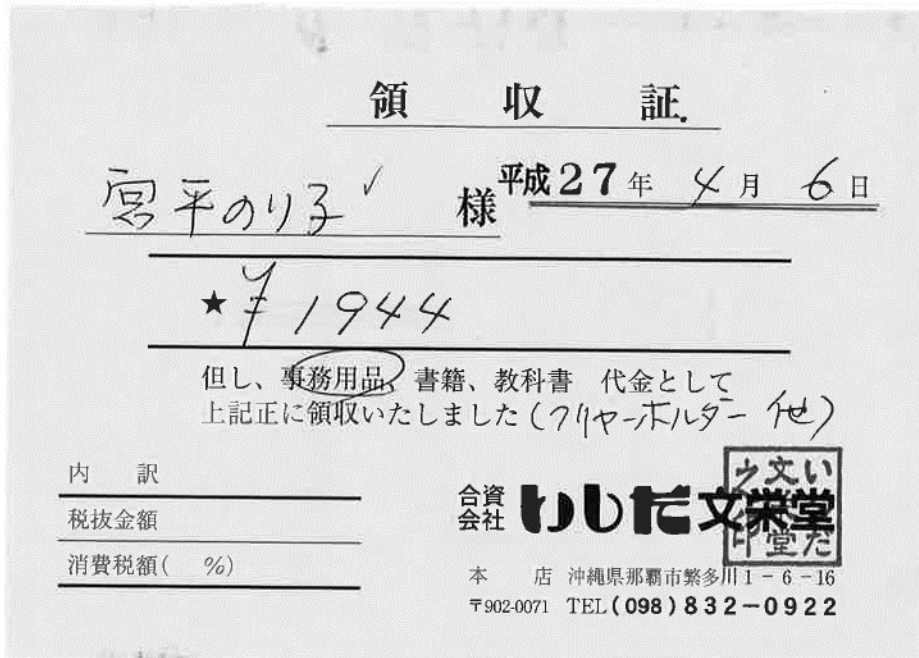 領 収 証.
宮平のり子 様
平成27年 4月 6日
★ ¥1944
但し、事務用品、書籍、教科書 代金として
上記正に領収いたしました(クリヤーホルダー 他)
内 訳
税抜金額
消費税額( %)
合資会社 いしだ文栄堂
本 店 沖縄県那覇市繁多川1-6-16
〒902-0071 TEL(098)832-0922